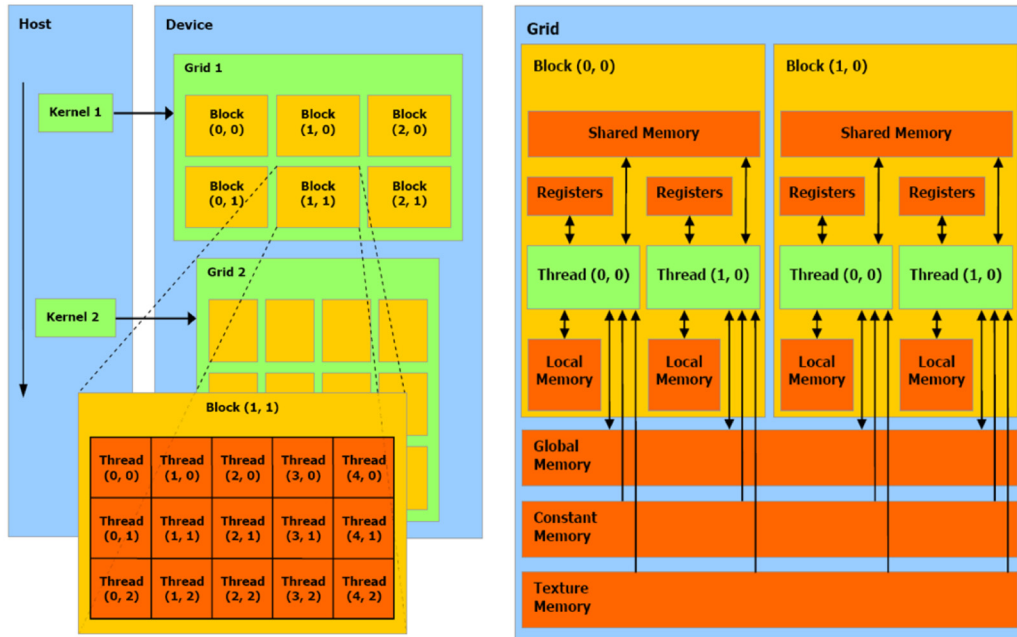 Host
Device
Grid 1
Kernel 1
Block
(0, 0)
Block
(1, 0)
Block
(2, 0)
Block
(0, 1)
Block
(1, 1)
Block
(2, 1)
Grid 2
Kernel 2
Block (1, 1)
Thread
(0, 0)
Thread
(1, 0)
Thread
(2, 0)
Thread
(3, 0)
Thread
(4, 0)
Thread
(0, 1)
Thread
(1, 1)
Thread
(2, 1)
Thread
(3, 1)
Thread
(4, 1)
Thread
(0, 2)
Thread
(1, 2)
Thread
(2, 2)
Thread
(3, 2)
Thread
(4, 2)
Grid
Block (0, 0)
Shared Memory
Registers
Registers
Thread (0, 0)
Thread (1, 0)
Local
Memory
Local
Memory
Block (1, 0)
Shared Memory
Registers
Registers
Thread (0, 0)
Thread (1, 0)
Local
Memory
Local
Memory
Global
Memory
Constant
Memory
Texture
Memory